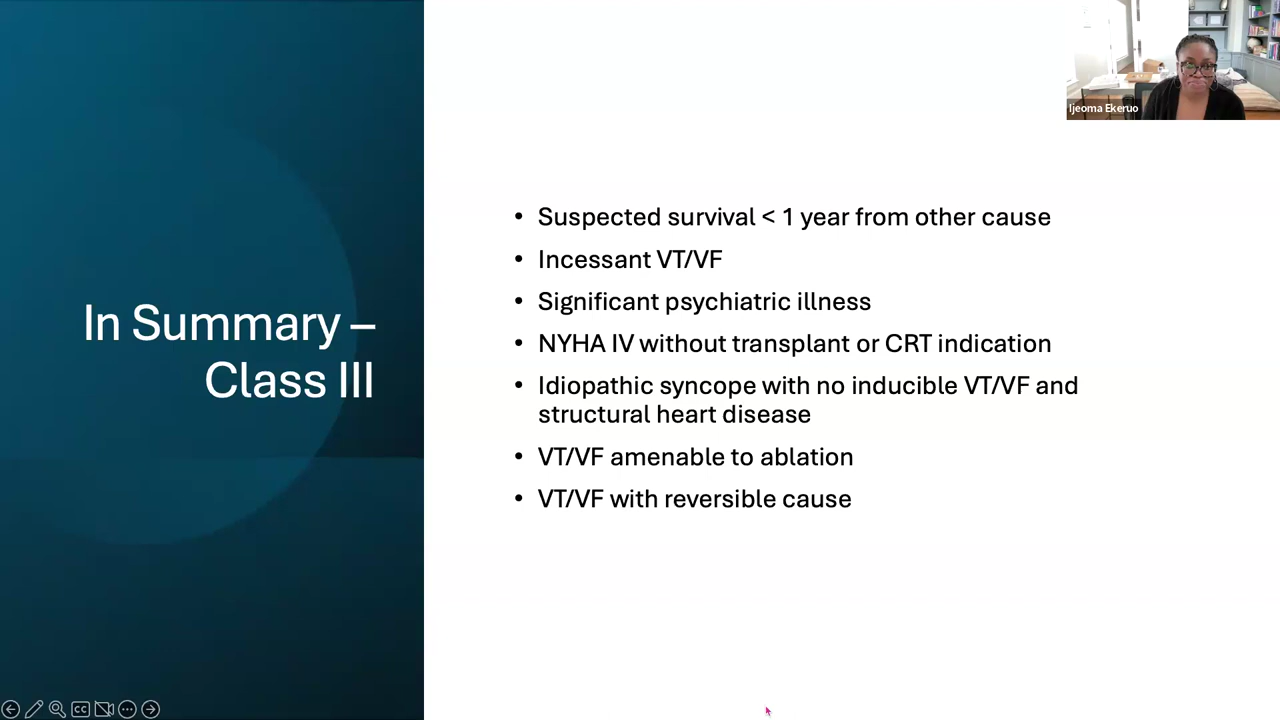 Ijeoma Ekeruo
In Summary –
Class III
• Suspected survival < 1 year from other cause
• Incessant VT/VF
• Significant psychiatric illness
• NYHA IV without transplant or CRT indication
• Idiopathic syncope with no inducible VT/VF and
structural heart disease
• VT/VF amenable to ablation
• VT/VF with reversible cause
CC